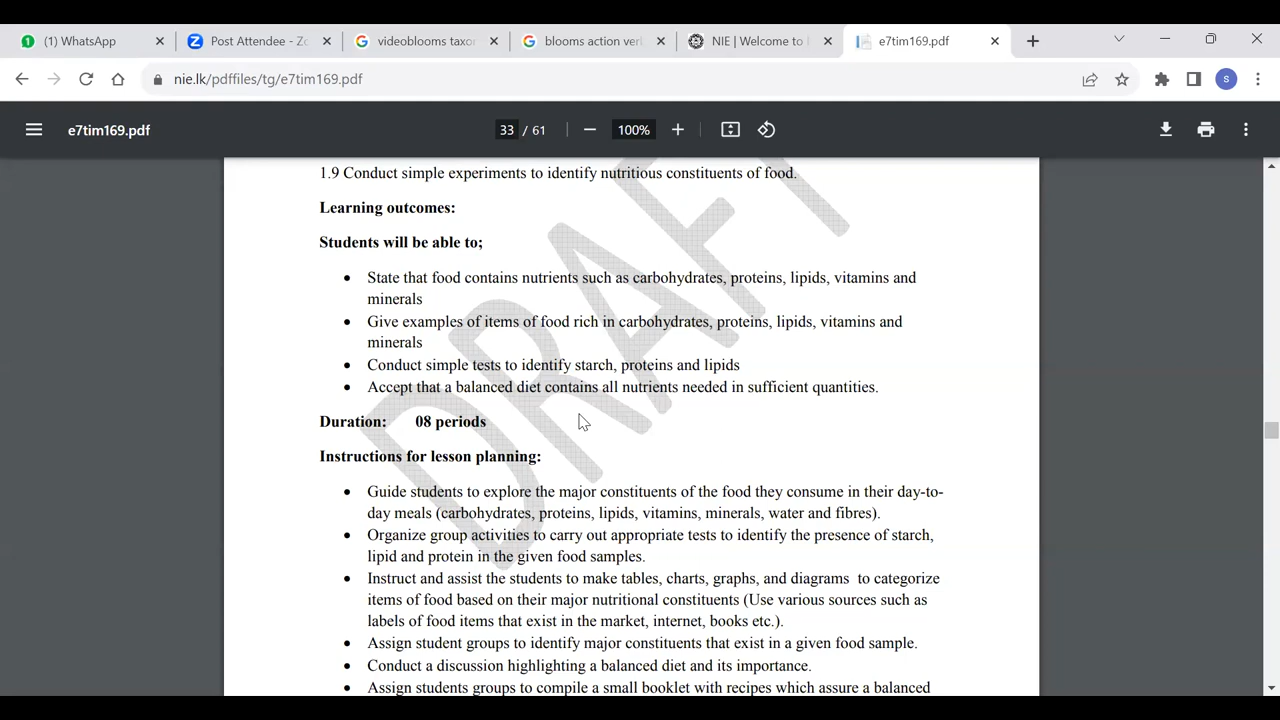 (1) WhatsApp
Post Attendee - Zo
videoblooms taxon
blooms action verb
NIE | Welcome to I
e7tim169.pdf
nie.lk/pdffiles/tg/e7tim169.pdf
S
e7tim169.pdf
33 / 61
100%
DRAFT
1.9 Conduct simple experiments to identify nutritious constituents of food.
Learning outcomes:
Students will be able to;
• State that food contains nutrients such as carbohydrates, proteins, lipids, vitamins and
minerals
• Give examples of items of food rich in carbohydrates, proteins, lipids, vitamins and
minerals
• Conduct simple tests to identify starch, proteins and lipids
• Accept that a balanced diet contains all nutrients needed in sufficient quantities.
Duration: 08 periods
Instructions for lesson planning:
• Guide students to explore the major constituents of the food they consume in their day-to-
day meals (carbohydrates, proteins, lipids, vitamins, minerals, water and fibres).
• Organize group activities to carry out appropriate tests to identify the presence of starch,
lipid and protein in the given food samples.
• Instruct and assist the students to make tables, charts, graphs, and diagrams to categorize
items of food based on their major nutritional constituents (Use various sources such as
labels of food items that exist in the market, internet, books etc.).
• Assign student groups to identify major constituents that exist in a given food sample.
• Conduct a discussion highlighting a balanced diet and its importance.
• Assign students groups to compile a small booklet with recipes which assure a balanced